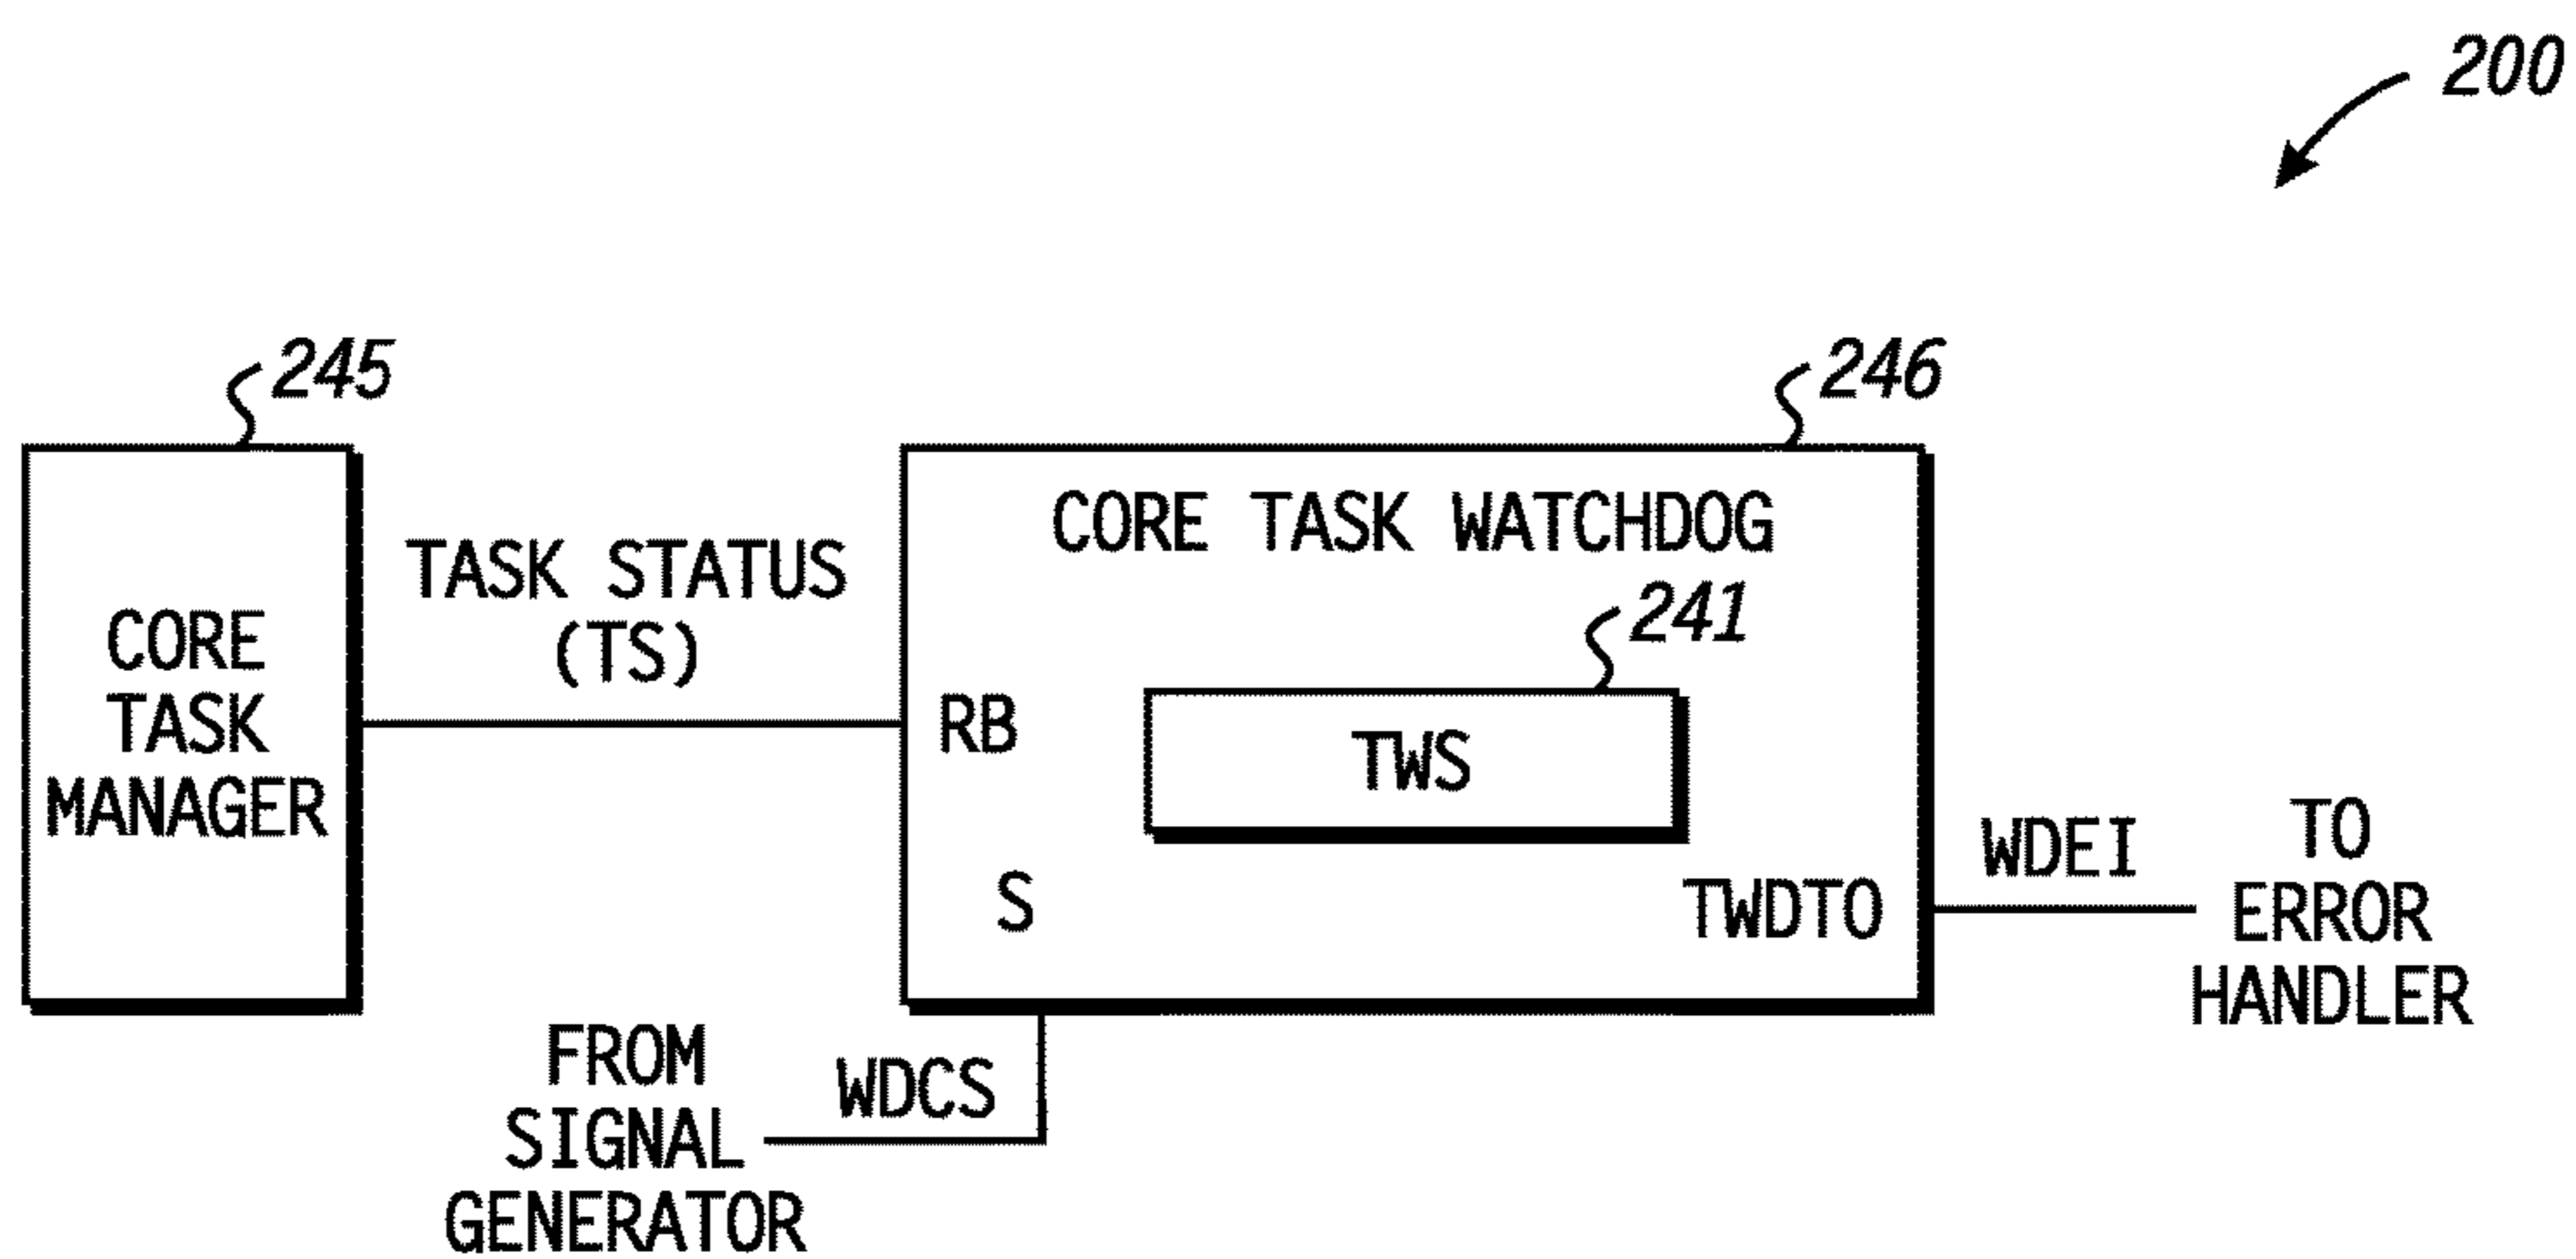 200
245
246
CORE TASK WATCHDOG
TASK STATUS
(TS)
241
CORE
TASK
MANAGER
RB
TWS
S
TWDTO
WDEI
TO
ERROR
HANDLER
FROM
SIGNAL
GENERATOR
WDCS